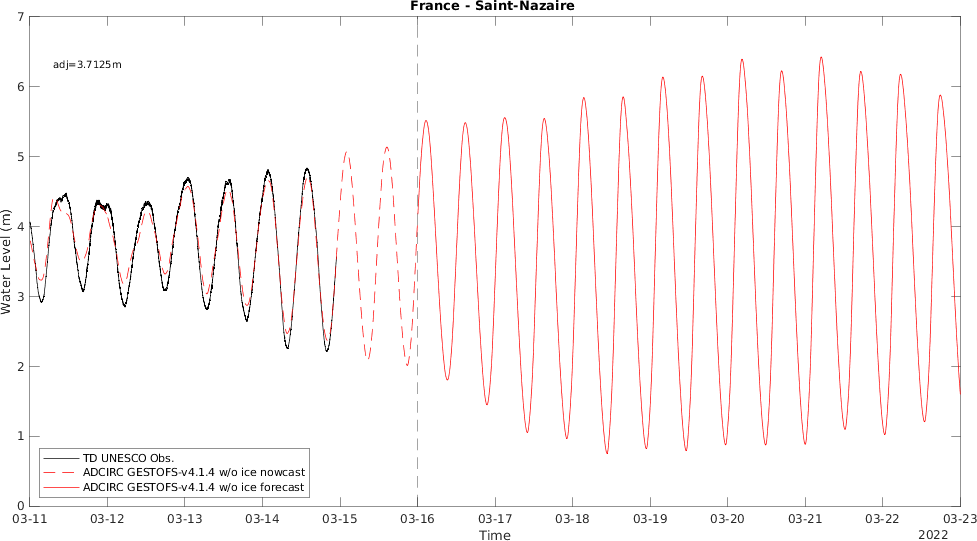 France - Saint-Nazaire
adj=3.7125m
7
6
5
4
3
2
1
0
Water Level (m)
TD UNESCO Obs.
ADCIRC GESTOFS-v4.1.4 w/o ice nowcast
ADCIRC GESTOFS-v4.1.4 w/o ice forecast
03-11 03-12 03-13 03-14 03-15 03-16 03-17 03-18 03-19 03-20 03-21 03-22 03-23
Time
2022